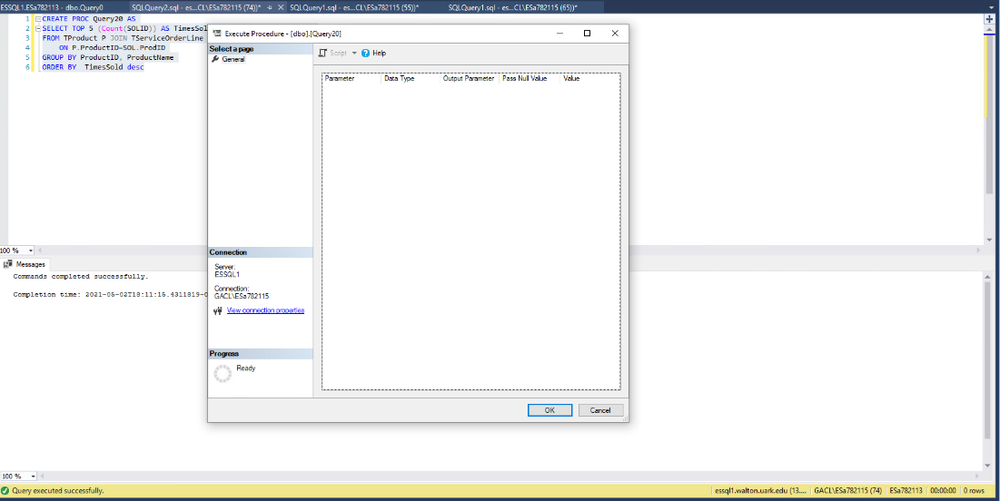 ESSQL1.ESa782113 - dbo.Query0
SQLQuery2.sql - es...CL\ESa782115 (74))*
SQLQuery1.sql - es...CL\ESa782115 (55))*
SQLQuery1.sql - es...CL\ESa782115 (65))*
1 CREATE PROC Query20 AS
2 SELECT TOP 5 (Count(SOLID)) AS TimesSol
3 FROM TProduct P JOIN TServiceOrderLine
4 ON P.ProductID=SOL.ProdID
5 GROUP BY ProductID, ProductName
6 ORDER BY TimesSold desc
Execute Procedure - [dbo].[Query20]
Select a page
General
Script
Help
Parameter Data Type Output Parameter Pass Null Value Value
Connection
Server:
ESSQL1
Connection:
GACL\ESa782115
View connection properties
Progress
Ready
OK Cancel
100 %
Messages
Commands completed successfully.
Completion time: 2021-05-02T18:11:15.4311819-0
100 %
Query executed successfully.
essql1.walton.uark.edu (13.... GACL\ESa782115 (74) ESa782113 00:00:00 0 rows